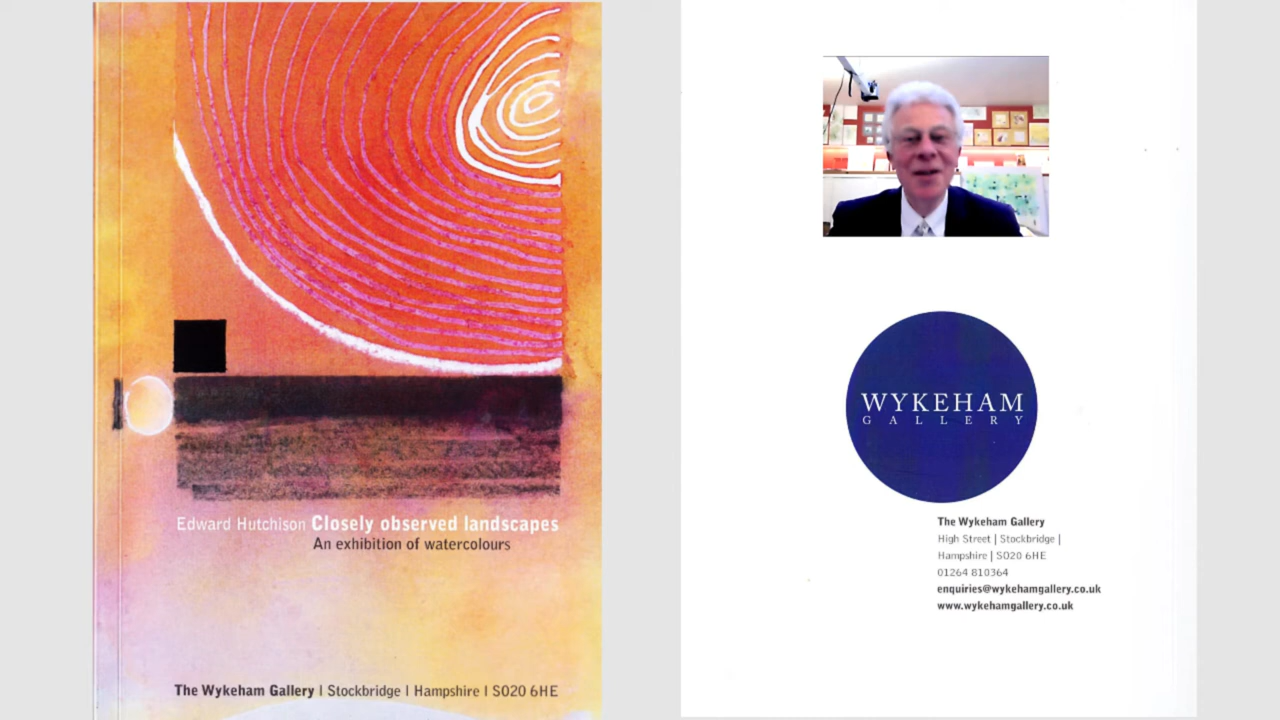 Edward Hutchison Closely observed landscapes
An exhibition of watercolours
The Wykeham Gallery | Stockbridge | Hampshire | SO20 6HE
WYKEHAM
GALLERY
The Wykeham Gallery
High Street | Stockbridge |
Hampshire | SO20 6HE
01264 810364
enquiries@wykehamgallery.co.uk
www.wykehamgallery.co.uk